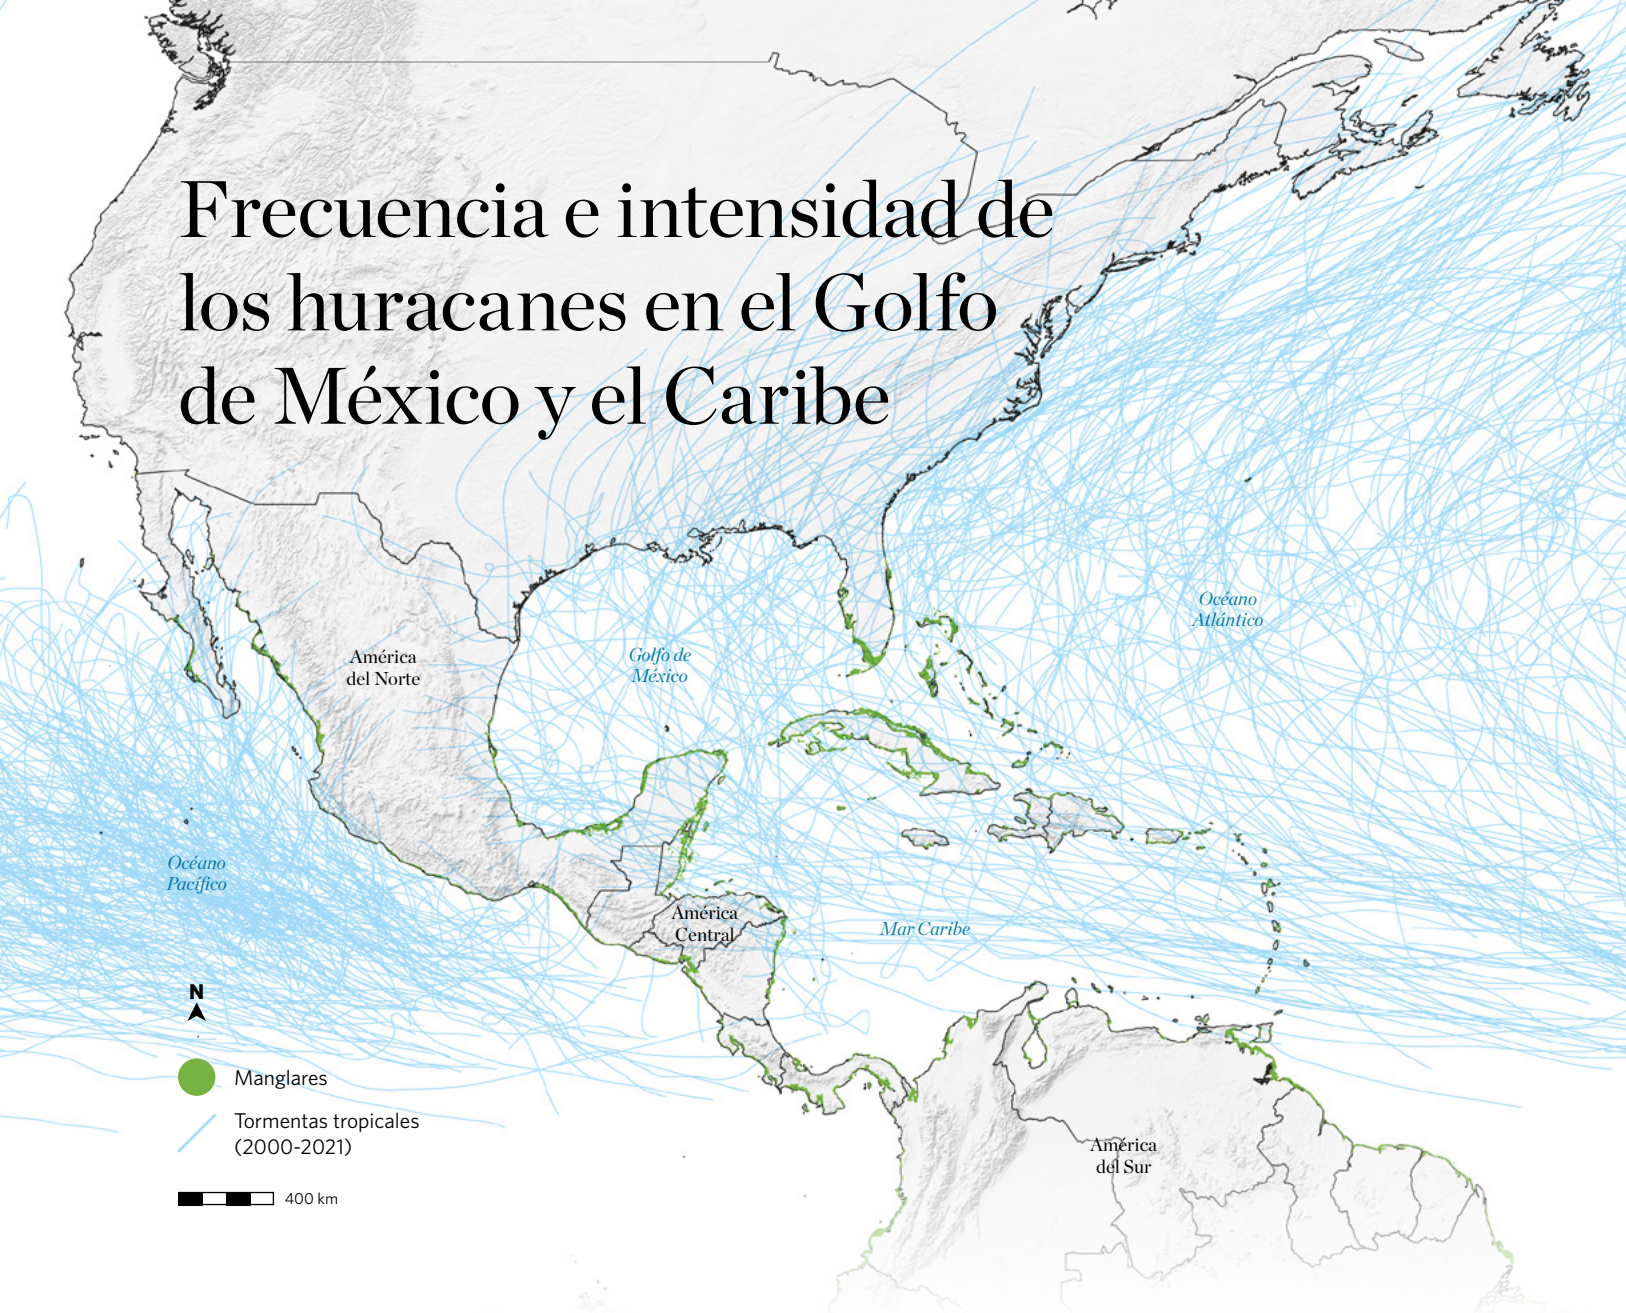 Frecuencia e intensidad de
los huracanes en el Golfo
de México y el Caribe
Océano
Atlántico
América
del Norte
Golfo de
México
Océano
Pacífico
América
Central
Mar Caribe
N
Manglares
Tormentas tropicales
(2000-2021)
América
del Sur
400 km